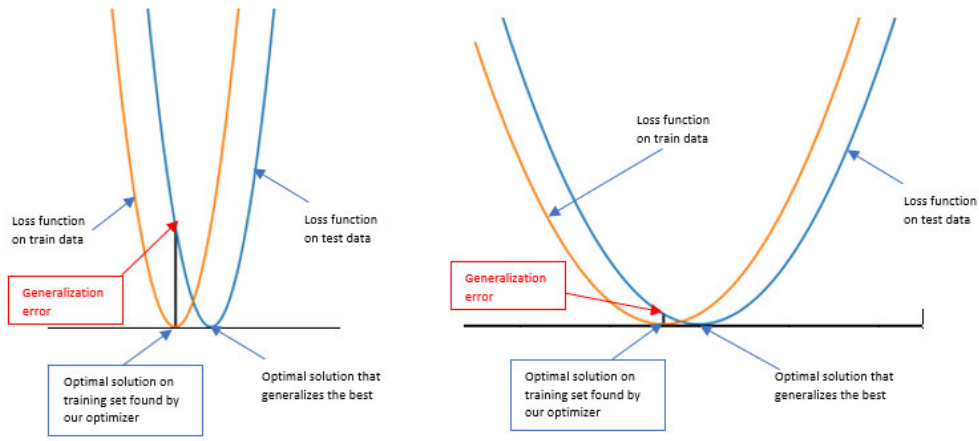 Loss function
on train data
Loss function
on test data
Generalization
error
Optimal solution on
training set found by
our optimizer
Optimal solution that
generalizes the best
Loss function
on train data
Loss function
on test data
Generalization
error
Optimal solution on
training set found by
our optimizer
Optimal solution that
generalizes the best